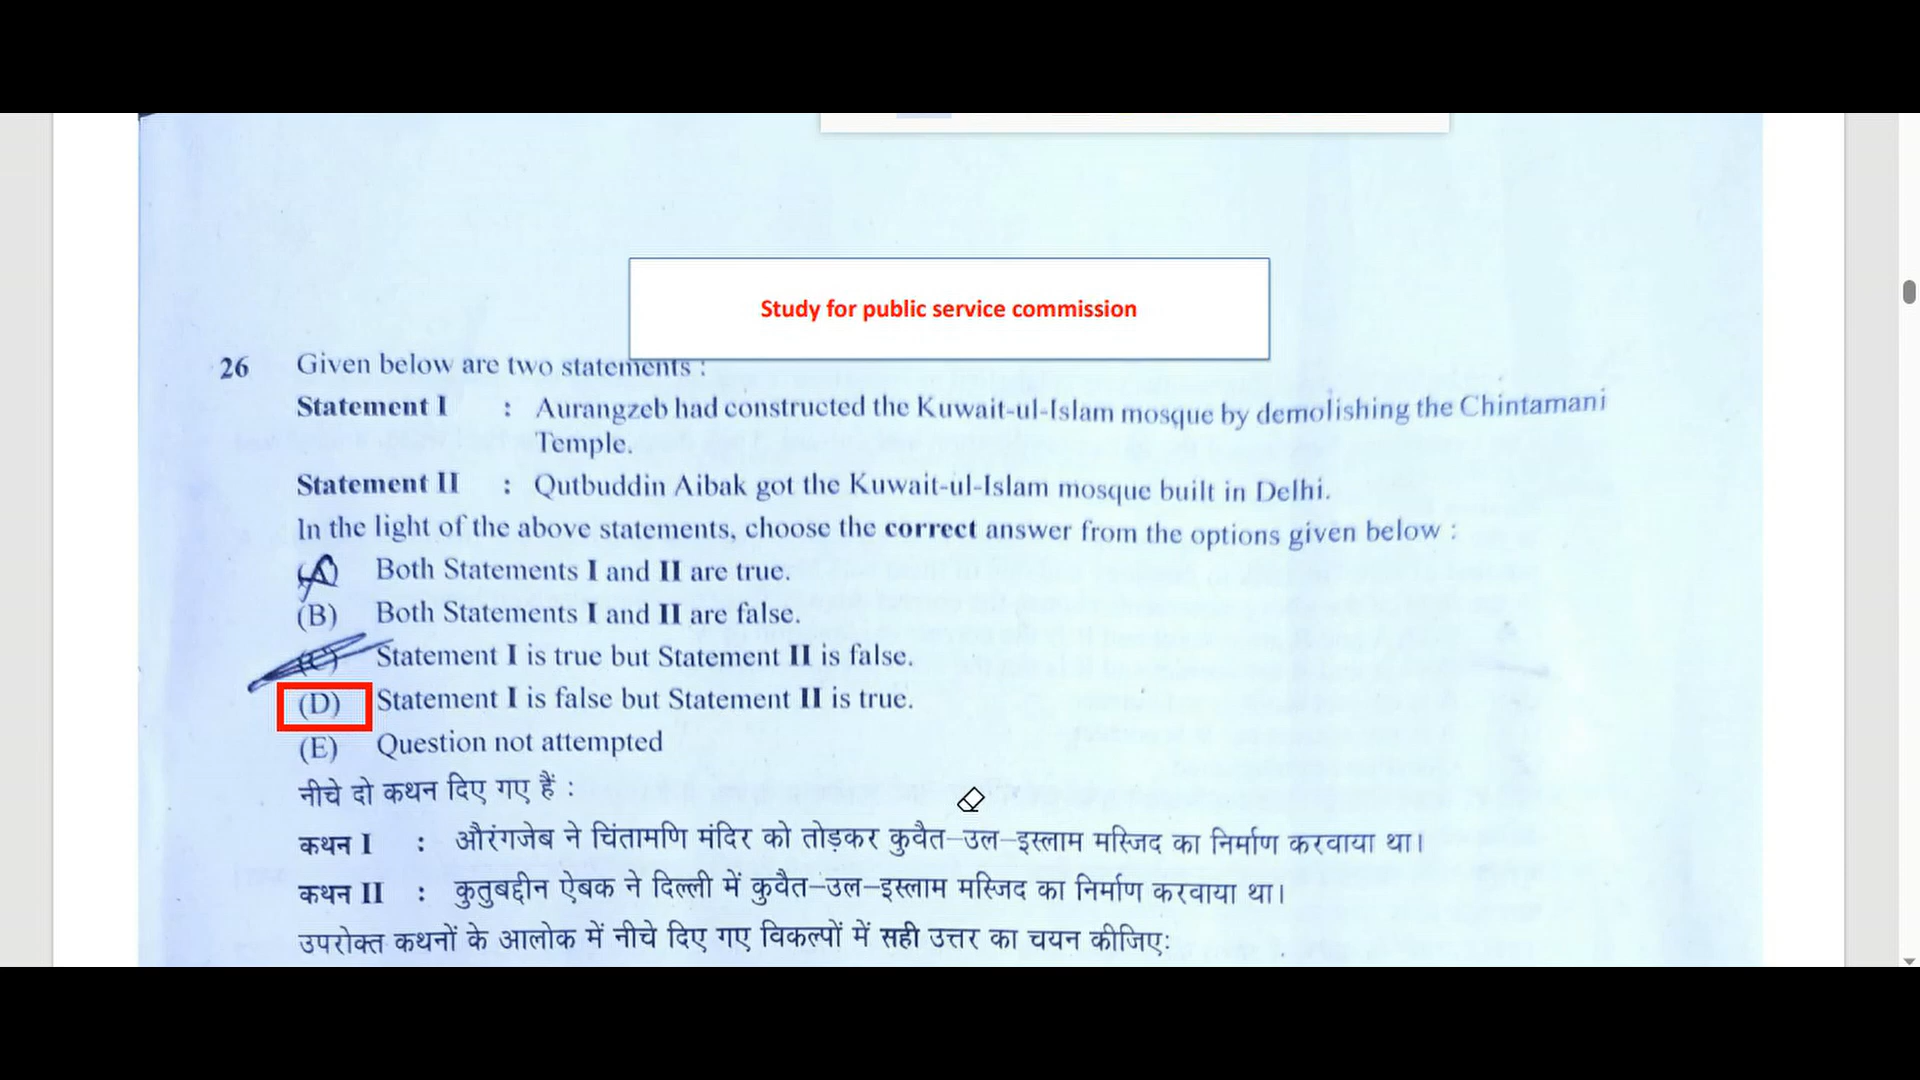 Study for public service commission
26 Given below are two statements :
Statement I : Aurangzeb had constructed the Kuwait-ul-Islam mosque by demolishing the Chintamani
Temple.
Statement II : Qutbuddin Aibak got the Kuwait-ul-Islam mosque built in Delhi.
In the light of the above statements, choose the correct answer from the options given below :
(A) Both Statements I and II are true.
(B) Both Statements I and II are false.
(C) Statement I is true but Statement II is false.
(D) Statement I is false but Statement II is true.
(E) Question not attempted
नीचे दो कथन दिए गए हैं :
कथन I : औरंगजेब ने चिंतामणि मंदिर को तोड़कर कुवैत-उल-इस्लाम मस्जिद का निर्माण करवाया था।
कथन II : कुतुबद्दीन ऐबक ने दिल्ली में कुवैत-उल-इस्लाम मस्जिद का निर्माण करवाया था।
उपरोक्त कथनों के आलोक में नीचे दिए गए विकल्पों में सही उत्तर का चयन कीजिए: